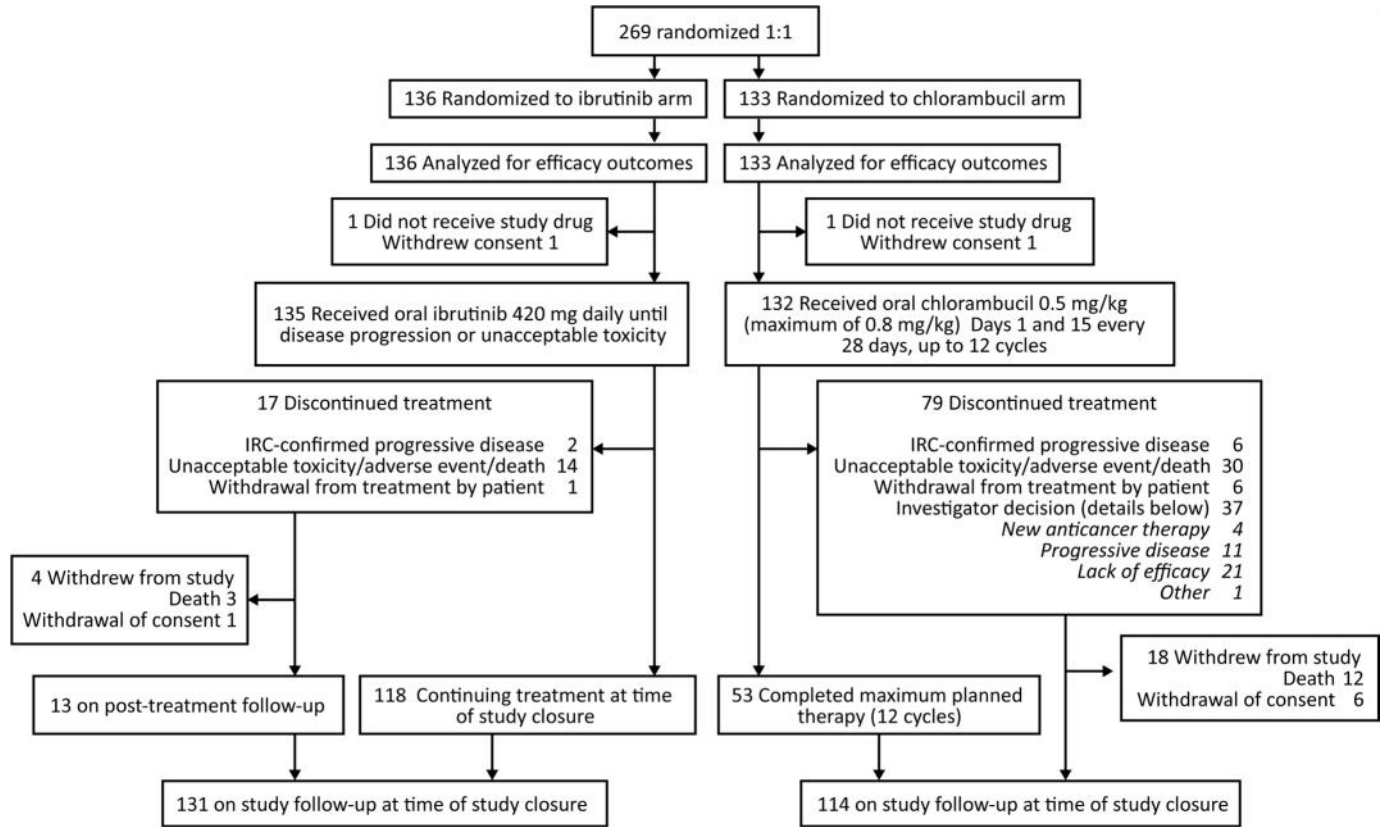 269 randomized 1:1
136 Randomized to ibrutinib arm
133 Randomized to chlorambucil arm
136 Analyzed for efficacy outcomes
133 Analyzed for efficacy outcomes
1 Did not receive study drug
Withdrew consent 1
1 Did not receive study drug
Withdrew consent 1
135 Received oral ibrutinib 420 mg daily until
disease progression or unacceptable toxicity
132 Received oral chlorambucil 0.5 mg/kg
(maximum of 0.8 mg/kg) Days 1 and 15 every
28 days, up to 12 cycles
17 Discontinued treatment
IRC-confirmed progressive disease 2
Unacceptable toxicity/adverse event/death 14
Withdrawal from treatment by patient 1
79 Discontinued treatment
IRC-confirmed progressive disease 6
Unacceptable toxicity/adverse event/death 30
Withdrawal from treatment by patient 6
Investigator decision (details below) 37
New anticancer therapy 4
Progressive disease 11
Lack of efficacy 21
Other 1
4 Withdrew from study
Death 3
Withdrawal of consent 1
18 Withdrew from study
Death 12
Withdrawal of consent 6
13 on post-treatment follow-up
118 Continuing treatment at time
of study closure
53 Completed maximum planned
therapy (12 cycles)
131 on study follow-up at time of study closure
114 on study follow-up at time of study closure